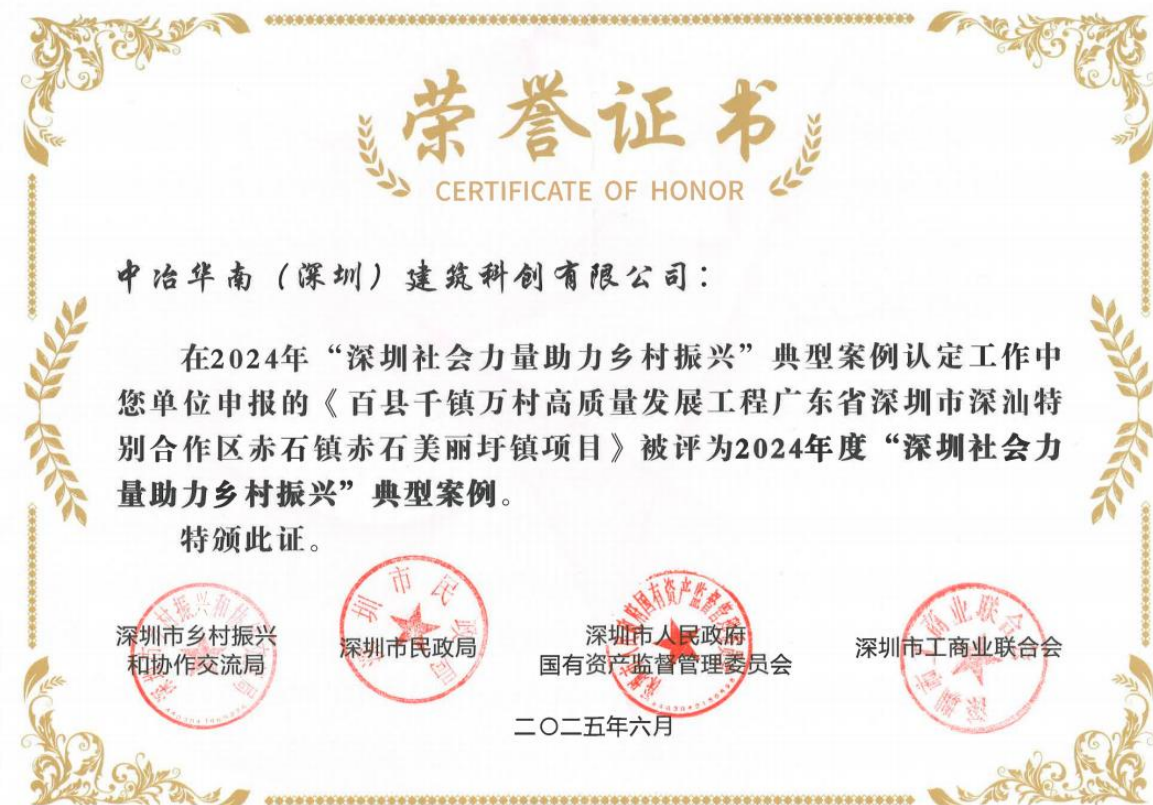 荣誉证书
CERTIFICATE OF HONOR
中冶华南（深圳）建筑科创有限公司：
在2024年“深圳社会力量助力乡村振兴”典型案例认定工作中
您单位申报的《百县千镇万村高质量发展工程广东省深圳市深汕特
别合作区赤石镇赤石美丽圩镇项目》被评为2024年度“深圳社会力
量助力乡村振兴”典型案例。
特颁此证。
深圳市乡村振兴
和协作交流局
深圳市民政局
深圳市人民政府
国有资产监督管理委员会
深圳市工商业联合会
二〇二五年六月